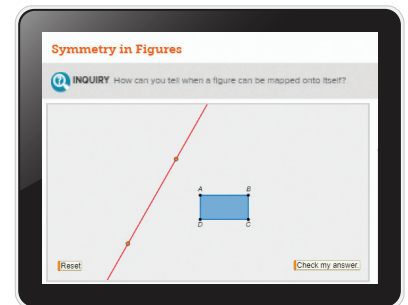 Symmetry in Figures
INQUIRY How can you tell when a figure can be mapped onto itself?
A B
D C
Reset Check my answer.